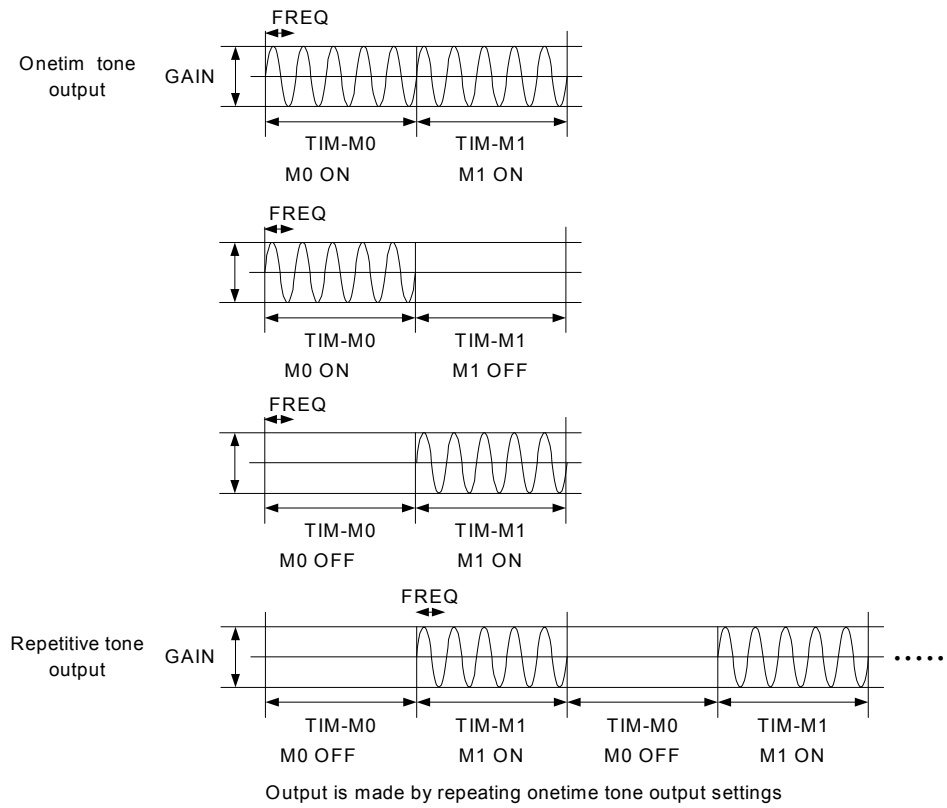 FREQ
Onetim tone
output
GAIN
TIM-M0 TIM-M1
M0 ON M1 ON
FREQ
TIM-M0 TIM-M1
M0 ON M1 OFF
FREQ
TIM-M0 TIM-M1
M0 OFF M1 ON
FREQ
Repetitive tone
output
GAIN
TIM-M0 TIM-M1 TIM-M0 TIM-M1
M0 OFF M1 ON M0 OFF M1 ON
Output is made by repeating onetime tone output settings